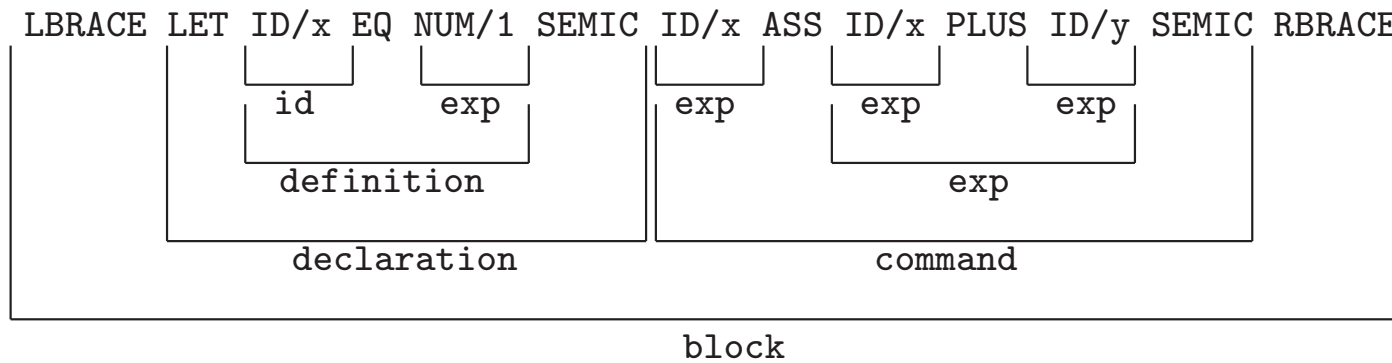 LBRACE LET ID/x EQ NUM/1 SEMIC ID/x ASS ID/x PLUS ID/y SEMIC RBRACE
id exp exp exp exp
definition exp
declaration command
block